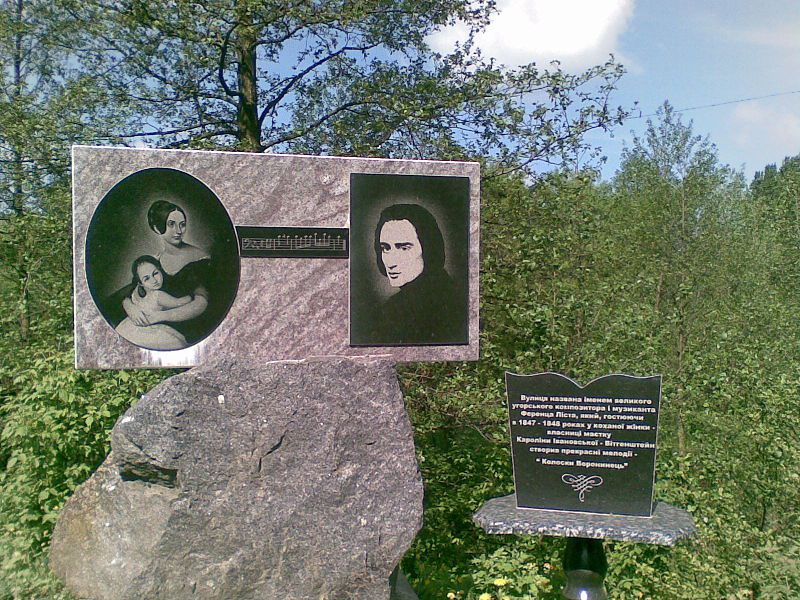 Вулиця названа іменем великого
угорського композитора і музиканта
Ференца Ліста, який, гостюючи
в 1847 - 1848 роках у коханої жінки -
власниці маєтку
Кароліни Івановської - Вітгенштейн
створив прекрасні мелодії -
" Колоски Воронинець"